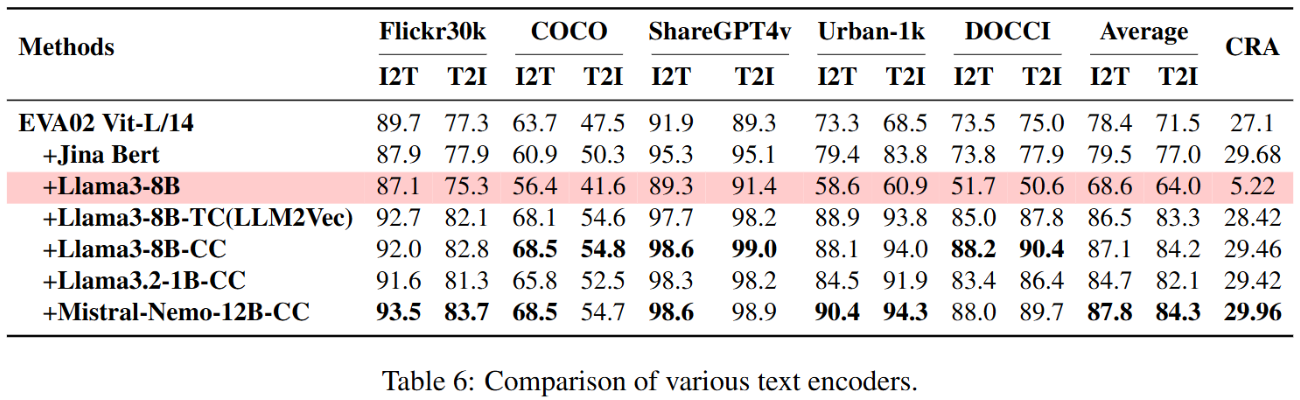 Methods Flickr30k COCO ShareGPT4v Urban-1k DOCCI Average CRA
I2T T2I I2T T2I I2T T2I I2T T2I I2T T2I I2T T2I
EVA02 Vit-L/14 89.7 77.3 63.7 47.5 91.9 89.3 73.3 68.5 73.5 75.0 78.4 71.5 27.1
+Jina Bert 87.9 77.9 60.9 50.3 95.3 95.1 79.4 83.8 73.8 77.9 79.5 77.0 29.68
+Llama3-8B 87.1 75.3 56.4 41.6 89.3 91.4 58.6 60.9 51.7 50.6 68.6 64.0 5.22
+Llama3-8B-TC(LLM2Vec) 92.7 82.1 68.1 54.6 97.7 98.2 88.9 93.8 85.0 87.8 86.5 83.3 28.42
+Llama3-8B-CC 92.0 82.8 68.5 54.8 98.6 99.0 88.1 94.0 88.2 90.4 87.1 84.2 29.46
+Llama3.2-1B-CC 91.6 81.3 65.8 52.5 98.3 98.2 84.5 91.9 83.4 86.4 84.7 82.1 29.42
+Mistral-Nemo-12B-CC 93.5 83.7 68.5 54.7 98.6 98.9 90.4 94.3 88.0 89.7 87.8 84.3 29.96
Table 6: Comparison of various text encoders.